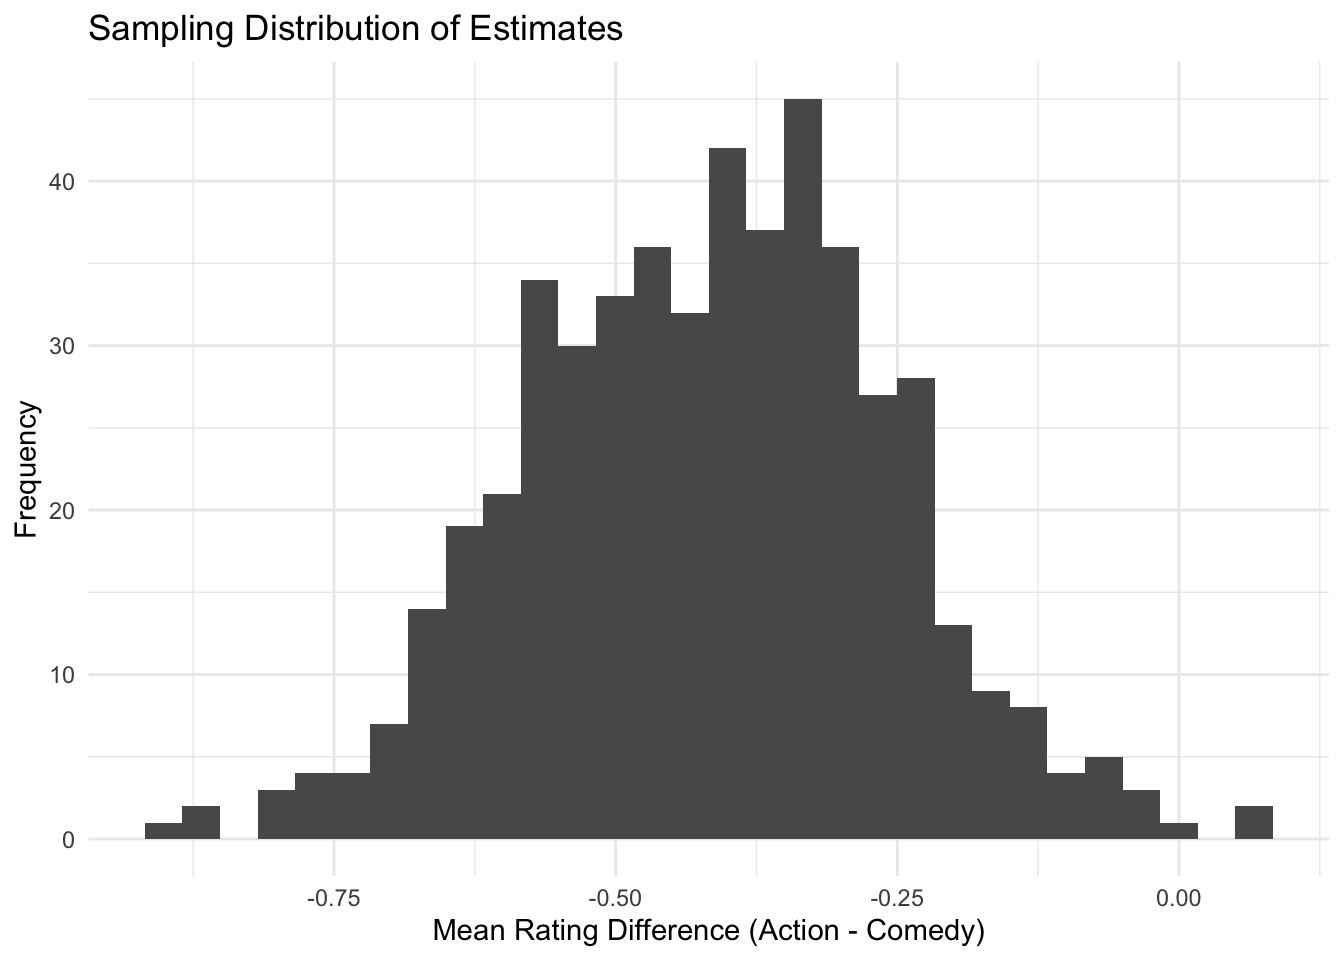 Sampling Distribution of Estimates
Frequency
40
30
20
10
0
-0.75 -0.50 -0.25 0.00
Mean Rating Difference (Action - Comedy)